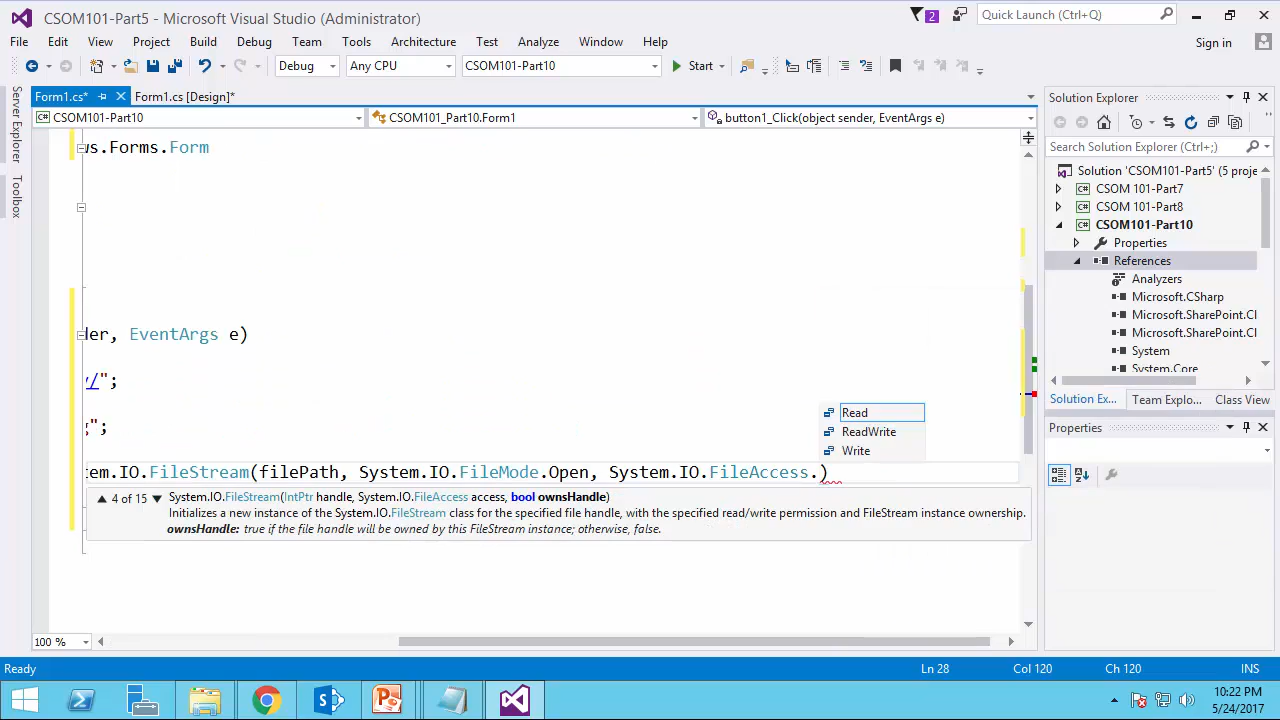 CSOM101-Part5 - Microsoft Visual Studio (Administrator)
2
Quick Launch (Ctrl+Q)
File Edit View Project Build Debug Team Tools Architecture Test Analyze Window Help
Sign in
Debug Any CPU CSOM101-Part10 Start
Server Explorer
Toolbox
Form1.cs* Form1.cs [Design]*
CSOM101-Part10 CSOM101_Part10.Form1 button1_Click(object sender, EventArgs e)
s.Forms.Form
der, EventArgs e)
/";
";
Read
ReadWrite
Write
tem.IO.FileStream(filePath, System.IO.FileMode.Open, System.IO.FileAccess.)
4 of 15 System.IO.FileStream(IntPtr handle, System.IO.FileAccess access, bool ownsHandle)
Initializes a new instance of the System.IO.FileStream class for the specified file handle, with the specified read/write permission and FileStream instance ownership.
ownsHandle: true if the file handle will be owned by this FileStream instance; otherwise, false.
100 %
Solution Explorer
Search Solution Explorer (Ctrl+;)
Solution 'CSOM101-Part5' (5 proje
CSOM 101-Part7
CSOM 101-Part8
CSOM101-Part10
Properties
References
Analyzers
Microsoft.CSharp
Microsoft.SharePoint.Cl
Microsoft.SharePoint.Cl
System
System.Core
Solution Ex... Team Explo... Class View
Properties
Ready Ln 28 Col 120 Ch 120 INS
10:22 PM
5/24/2017